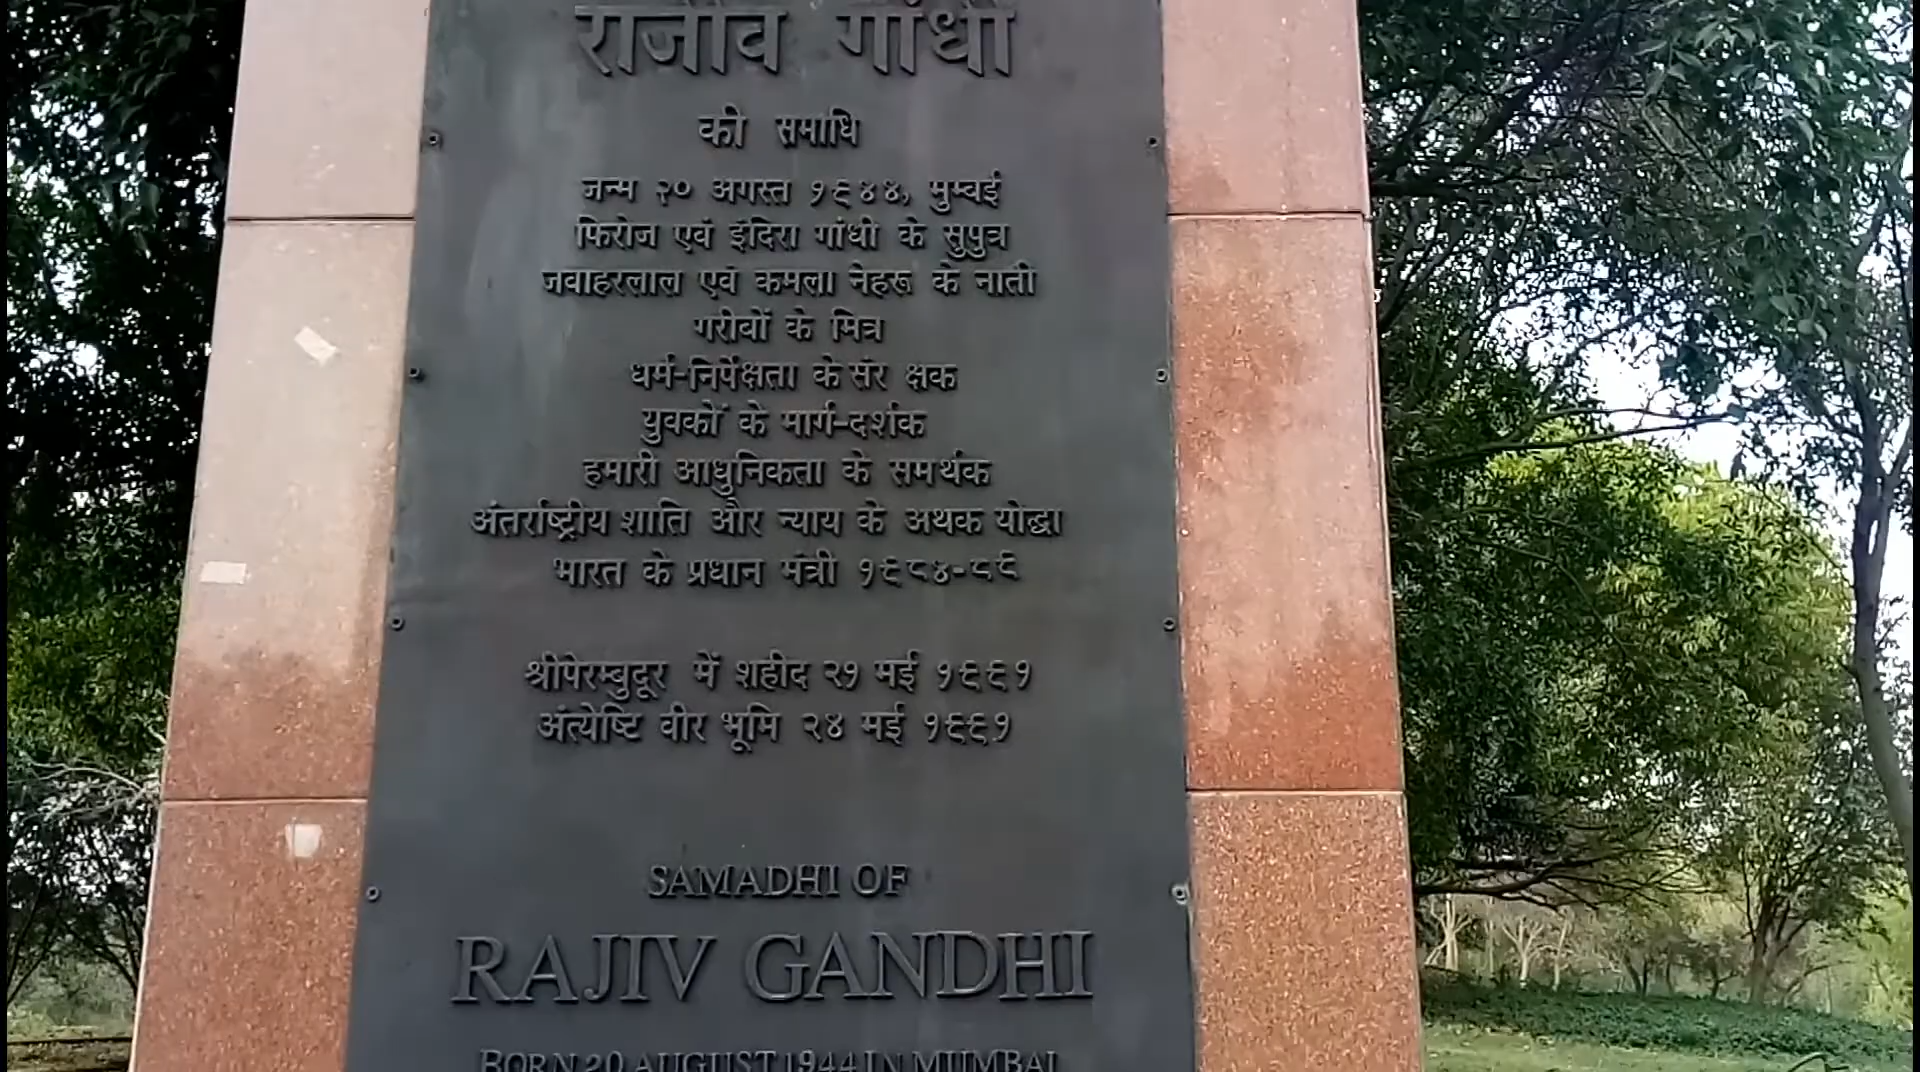 राजीव गांधी
की समाधि
जन्म २० अगस्त १९४४, मुम्बई
फिरोज एवं इंदिरा गांधी के सुपुत्र
जवाहरलाल एवं कमला नेहरू के नाती
गरीबों के मित्र
धर्म-निर्पेक्षता के संर क्षक
युवकों के मार्ग-दर्शक
हमारी आधुनिकता के समर्थक
अंतर्राष्ट्रीय शाति और न्याय के अथक योद्धा
भारत के प्रधान मंत्री १९८४-८९
श्रीपेरम्बुदूर में शहीद २१ मई १९९१
अंत्येष्टि वीर भूमि २४ मई १९९१
SAMADHI OF
RAJIV GANDHI
BORN 20 AUGUST 1944 IN MUMBAI